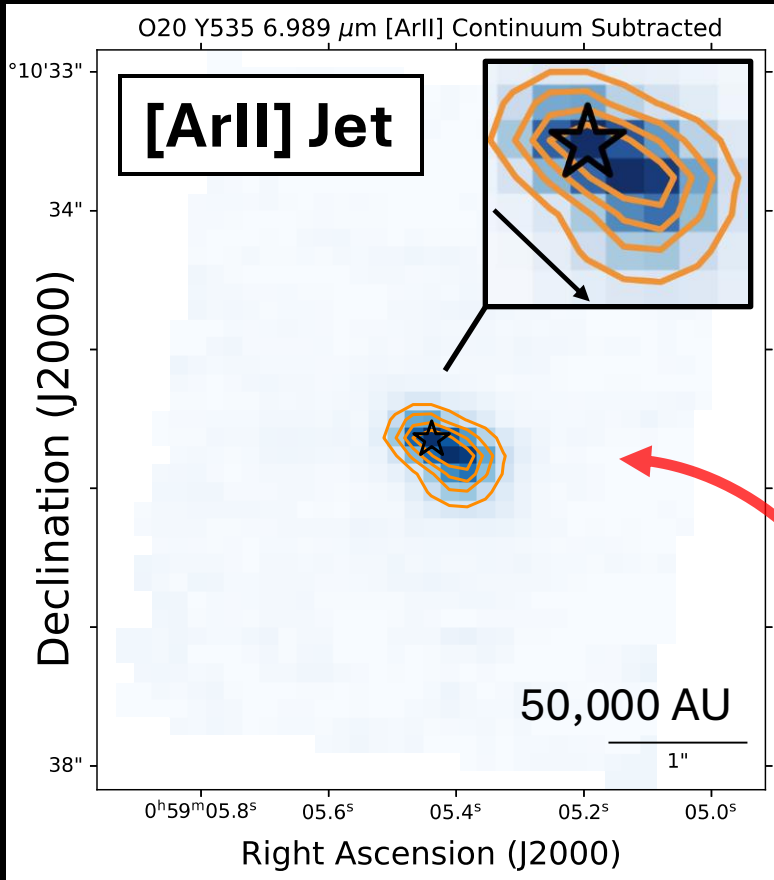 O20 Y535 6.989 μm [ArII] Continuum Subtracted
°10'33"
[ArII] Jet
34"
Declination (J2000)
50,000 AU
1"
38"
0ʰ59ᵐ05.8ˢ 05.6ˢ 05.4ˢ 05.2ˢ 05.0ˢ
Right Ascension (J2000)